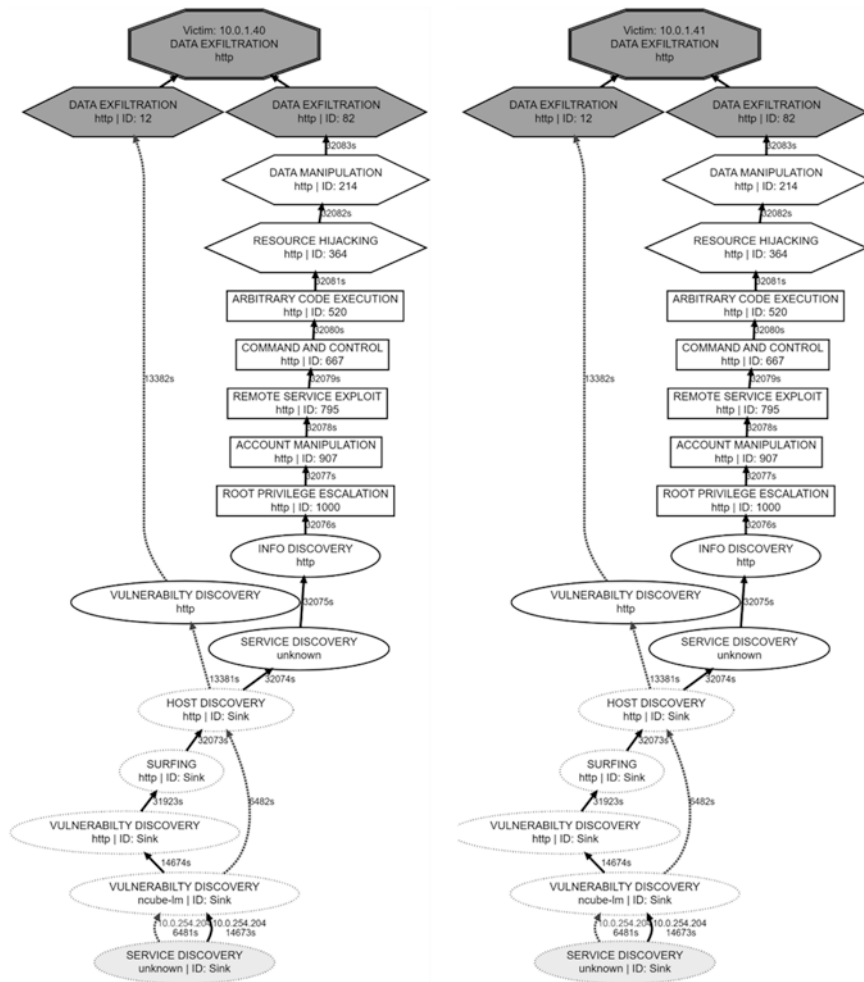 Victim: 10.0.1.40
DATA EXFILTRATION
http
DATA EXFILTRATION
http | ID: 12
DATA EXFILTRATION
http | ID: 82
32083s
DATA MANIPULATION
http | ID: 214
32082s
RESOURCE HIJACKING
http | ID: 364
32081s
ARBITRARY CODE EXECUTION
http | ID: 520
32080s
COMMAND AND CONTROL
http | ID: 667
13382s
32079s
REMOTE SERVICE EXPLOIT
http | ID: 795
32078s
ACCOUNT MANIPULATION
http | ID: 907
32077s
ROOT PRIVILEGE ESCALATION
http | ID: 1000
32076s
INFO DISCOVERY
http
VULNERABILTY DISCOVERY
http
32075s
SERVICE DISCOVERY
unknown
13381s
32074s
HOST DISCOVERY
http | ID: Sink
32073s
SURFING
http | ID: Sink
31923s
6482s
VULNERABILTY DISCOVERY
http | ID: Sink
14674s
VULNERABILTY DISCOVERY
ncube-lm | ID: Sink
10.0.254.204
6481s
10.0.254.204
14673s
SERVICE DISCOVERY
unknown | ID: Sink
Victim: 10.0.1.41
DATA EXFILTRATION
http
DATA EXFILTRATION
http | ID: 12
DATA EXFILTRATION
http | ID: 82
32083s
DATA MANIPULATION
http | ID: 214
32082s
RESOURCE HIJACKING
http | ID: 364
32081s
ARBITRARY CODE EXECUTION
http | ID: 520
32080s
COMMAND AND CONTROL
http | ID: 667
13382s
32079s
REMOTE SERVICE EXPLOIT
http | ID: 795
32078s
ACCOUNT MANIPULATION
http | ID: 907
32077s
ROOT PRIVILEGE ESCALATION
http | ID: 1000
32076s
INFO DISCOVERY
http
VULNERABILTY DISCOVERY
http
32075s
SERVICE DISCOVERY
unknown
13381s
32074s
HOST DISCOVERY
http | ID: Sink
32073s
SURFING
http | ID: Sink
31923s
6482s
VULNERABILTY DISCOVERY
http | ID: Sink
14674s
VULNERABILTY DISCOVERY
ncube-lm | ID: Sink
10.0.254.204
6481s
10.0.254.204
14673s
SERVICE DISCOVERY
unknown | ID: Sink